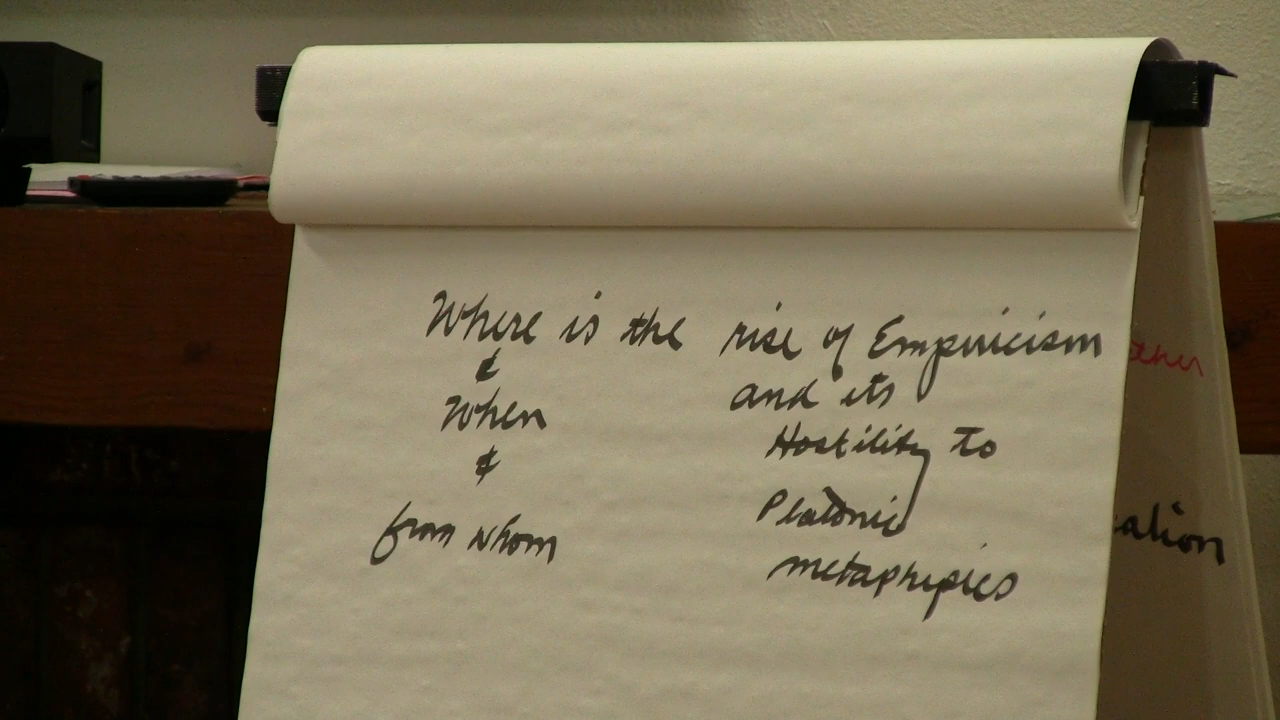 Where is the rise of Empiricism
&
When
&
from whom
and its
Hostility to
Platonic
metaphysics